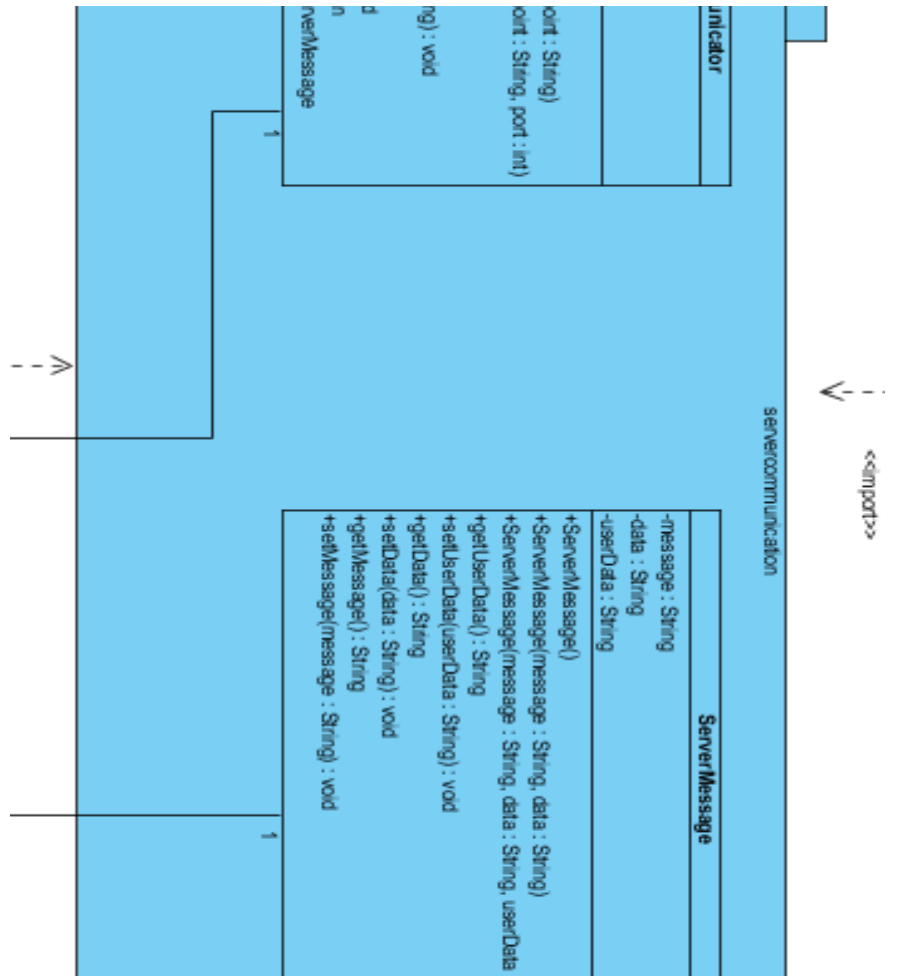 <<import>>
servercommunication
unicator
point : String)
point : String, port : int)
ng) : void
d
n
rverMessage
1
ServerMessage
-message : String
-data : String
-userData : String
+ServerMessage()
+ServerMessage(message : String, data : String)
+ServerMessage(message : String, data : String, userData
+getUserData() : String
+setUserData(userData : String) : void
+getData() : String
+setData(data : String) : void
+getMessage() : String
+setMessage(message : String) : void
1